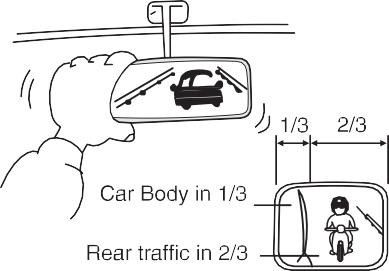 1/3 2/3
Car Body in 1/3
Rear traffic in 2/3